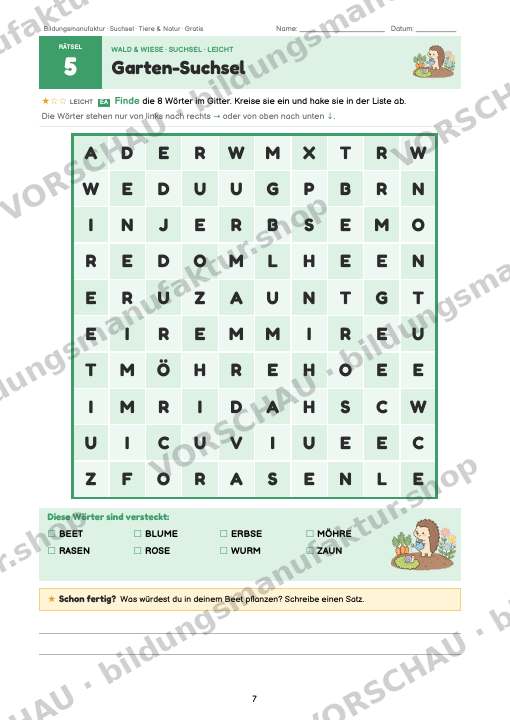 Bildungsmanufaktur · Suchsel · Tiere & Natur · Gratis Name: Datum:
RÄTSEL
5
WALD & WIESE · SUCHSEL · LEICHT
Garten-Suchsel
★☆☆ LEICHT EA Finde die 8 Wörter im Gitter. Kreise sie ein und hake sie in der Liste ab.
Die Wörter stehen nur von links nach rechts → oder von oben nach unten ↓.
A D E R W M X T R W
W E D U U G P B R N
I N J E R B S E M O
R E D O M L H E E N
E R U Z A U N T G T
E I R E M M I R E U
T M Ö H R E H O E E
I M R I D A H S C W
U I C U V I U E E C
Z F O R A S E N L E
Diese Wörter sind versteckt:
☐ BEET ☐ BLUME ☐ ERBSE ☐ MÖHRE
☐ RASEN ☐ ROSE ☐ WURM ☐ ZAUN
★ Schon fertig? Was würdest du in deinem Beet pflanzen? Schreibe einen Satz.
7
VORSCHAU · bildungsmanufaktur.shop